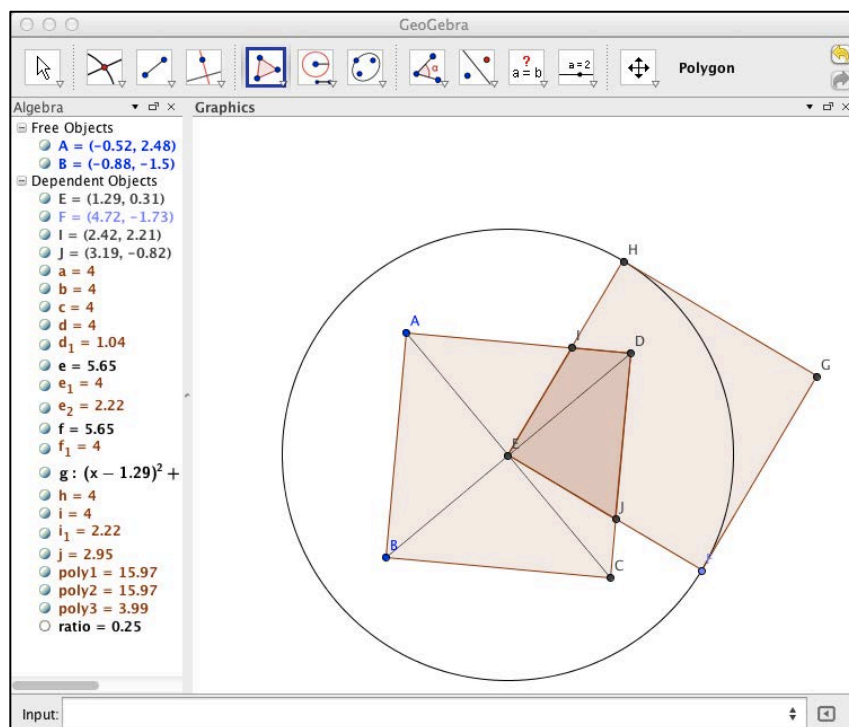 GeoGebra
? a = b
a = 2
α
Polygon
Algebra
Graphics
Free Objects
A = (-0.52, 2.48)
B = (-0.88, -1.5)
Dependent Objects
E = (1.29, 0.31)
F = (4.72, -1.73)
I = (2.42, 2.21)
J = (3.19, -0.82)
a = 4
b = 4
c = 4
d = 4
d₁ = 1.04
e = 5.65
e₁ = 4
e₂ = 2.22
f = 5.65
f₁ = 4
g: (x − 1.29)² +
h = 4
i = 4
i₁ = 2.22
j = 2.95
poly1 = 15.97
poly2 = 15.97
poly3 = 3.99
ratio = 0.25
H
A
I
D
G
E
J
B
C
F
Input: